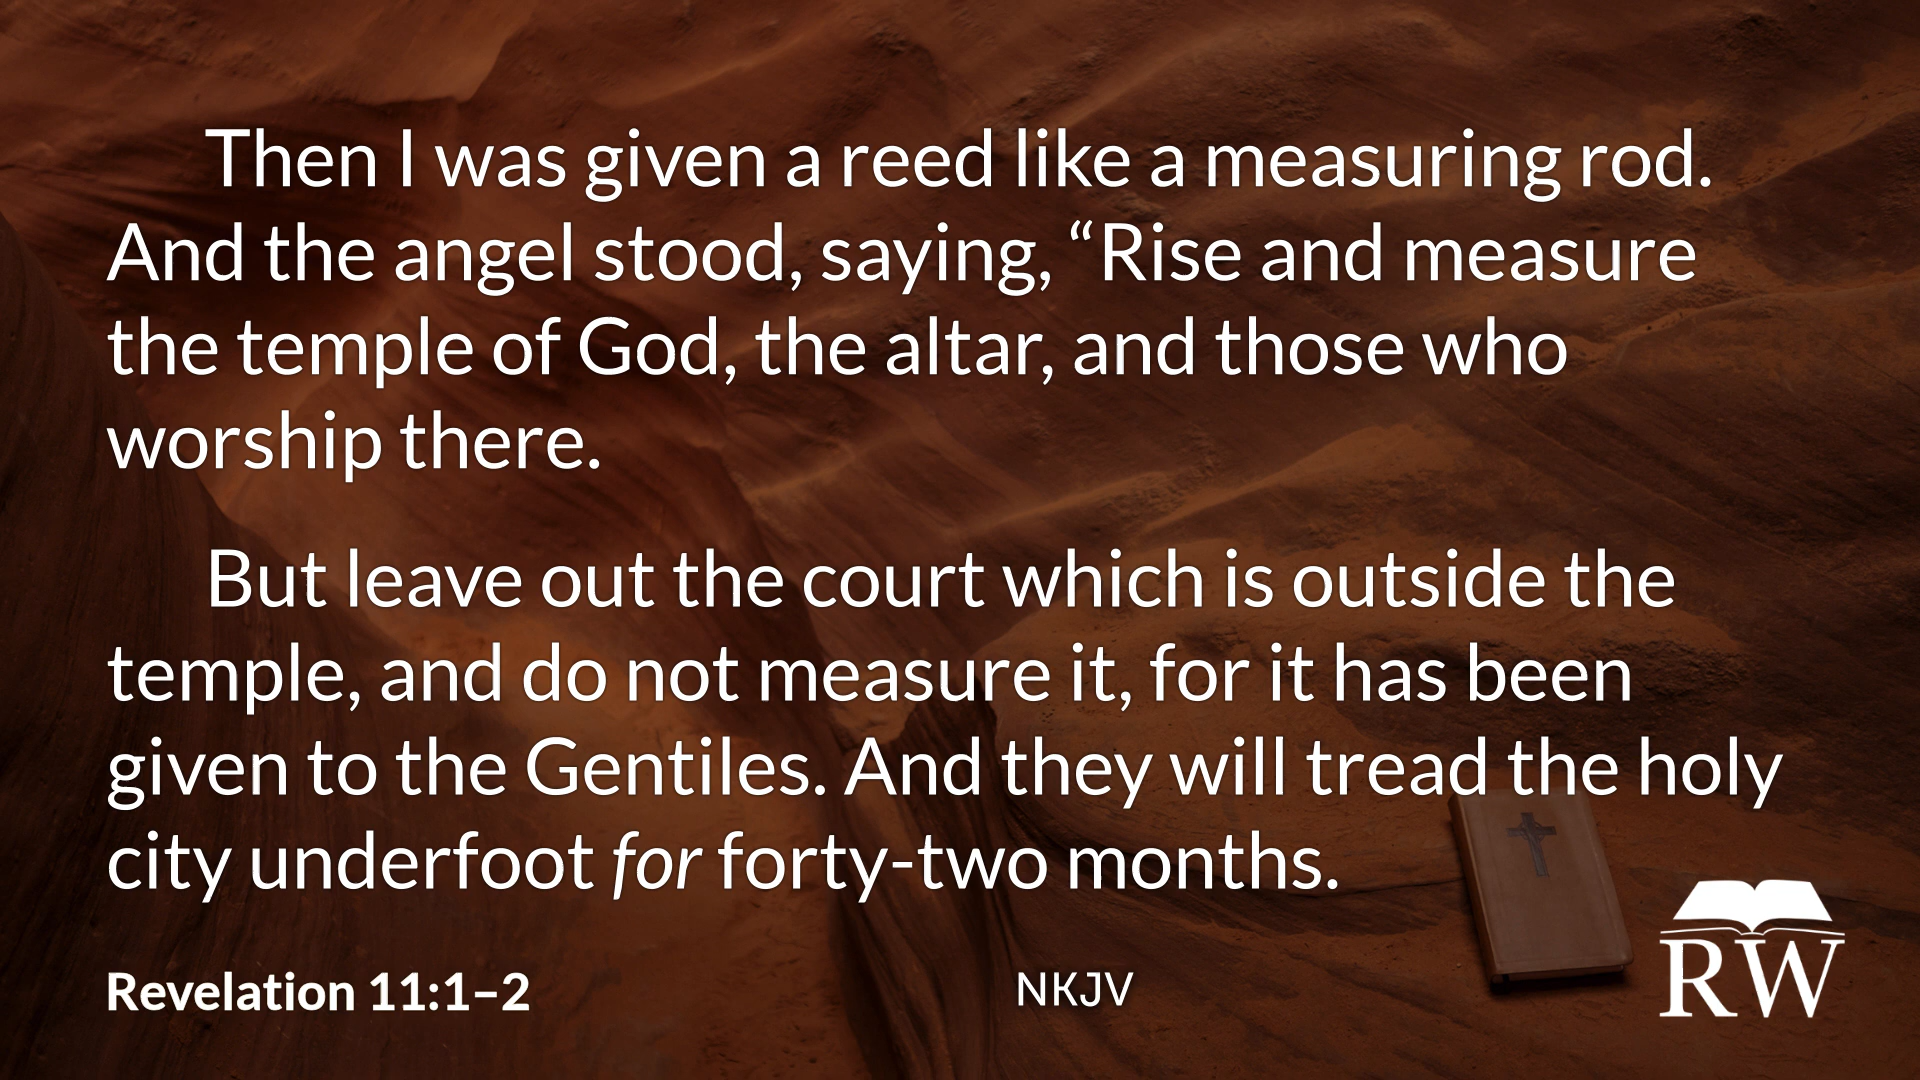 Then I was given a reed like a measuring rod.
And the angel stood, saying, “Rise and measure
the temple of God, the altar, and those who
worship there.
But leave out the court which is outside the
temple, and do not measure it, for it has been
given to the Gentiles. And they will tread the holy
city underfoot for forty-two months.
Revelation 11:1–2
NKJV
RW